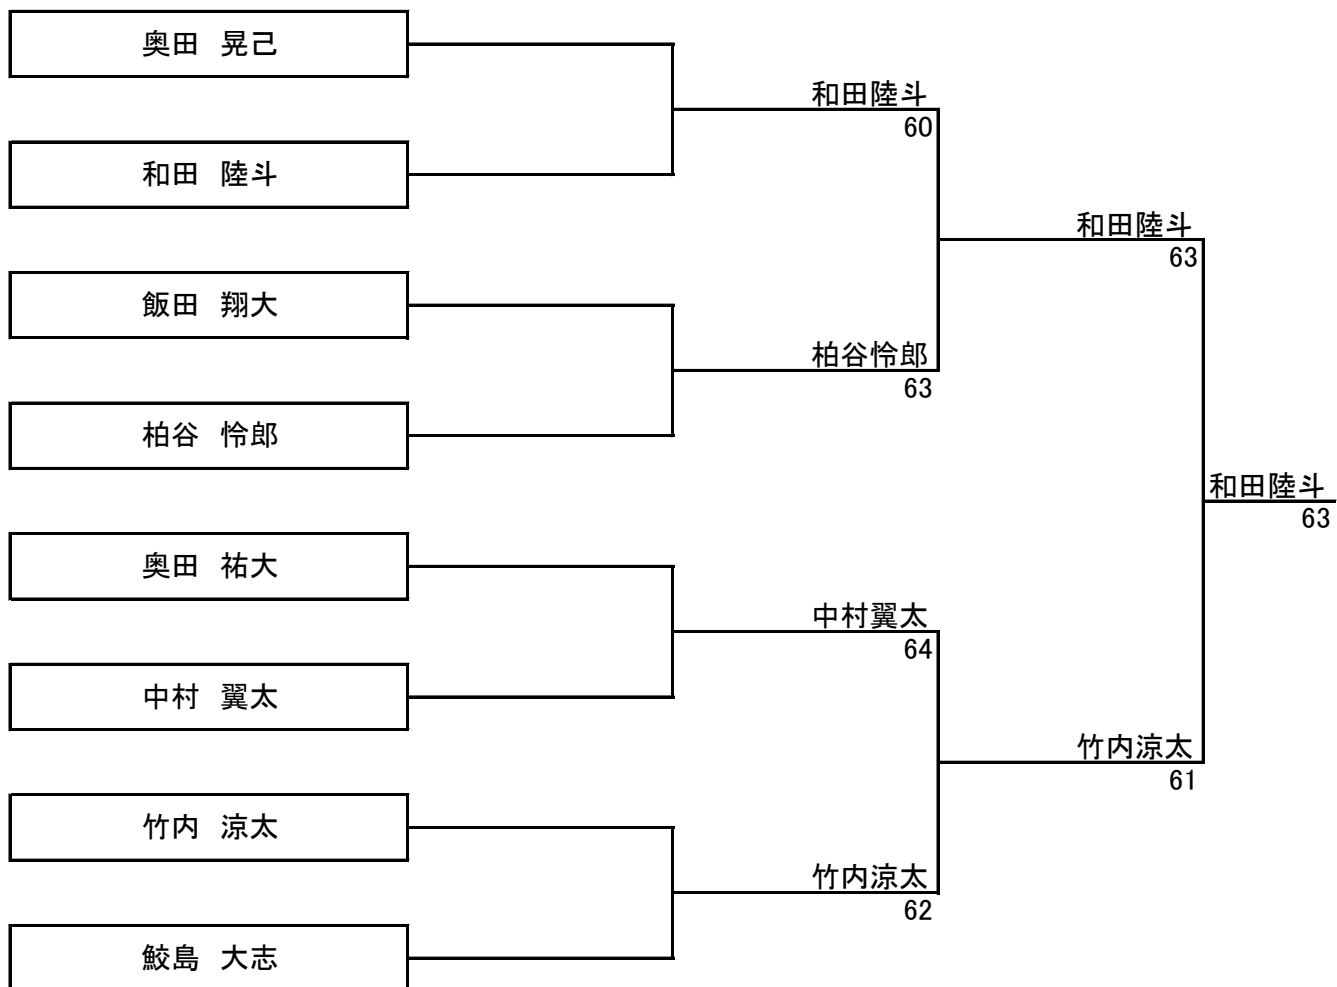 奥田　晃己
和田陸斗
60
和田　陸斗
和田陸斗
63
飯田　翔大
柏谷怜郎
63
柏谷　怜郎
和田陸斗
63
奥田　祐大
中村翼太
64
中村　翼太
竹内涼太
61
竹内　涼太
竹内涼太
62
鮫島　大志